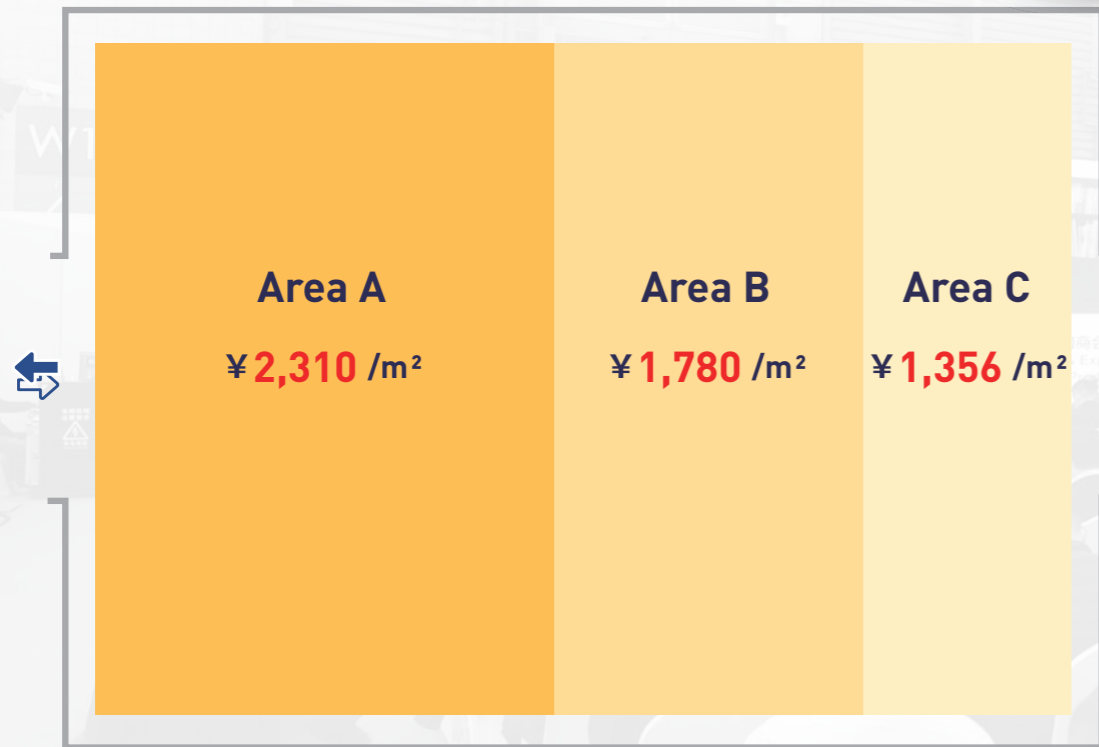 Area A
¥ 2,310 /m²
Area B
¥ 1,780 /m²
Area C
¥ 1,356 /m²